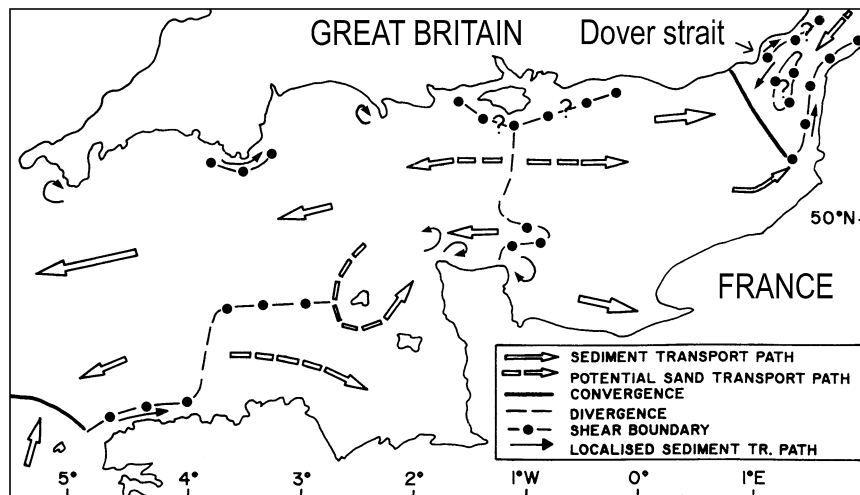 GREAT BRITAIN
Dover strait
?
?
?
?
50°N
FRANCE
SEDIMENT TRANSPORT PATH
POTENTIAL SAND TRANSPORT PATH
CONVERGENCE
DIVERGENCE
SHEAR BOUNDARY
LOCALISED SEDIMENT TR. PATH
5° 4° 3° 2° 1°W 0° 1°E